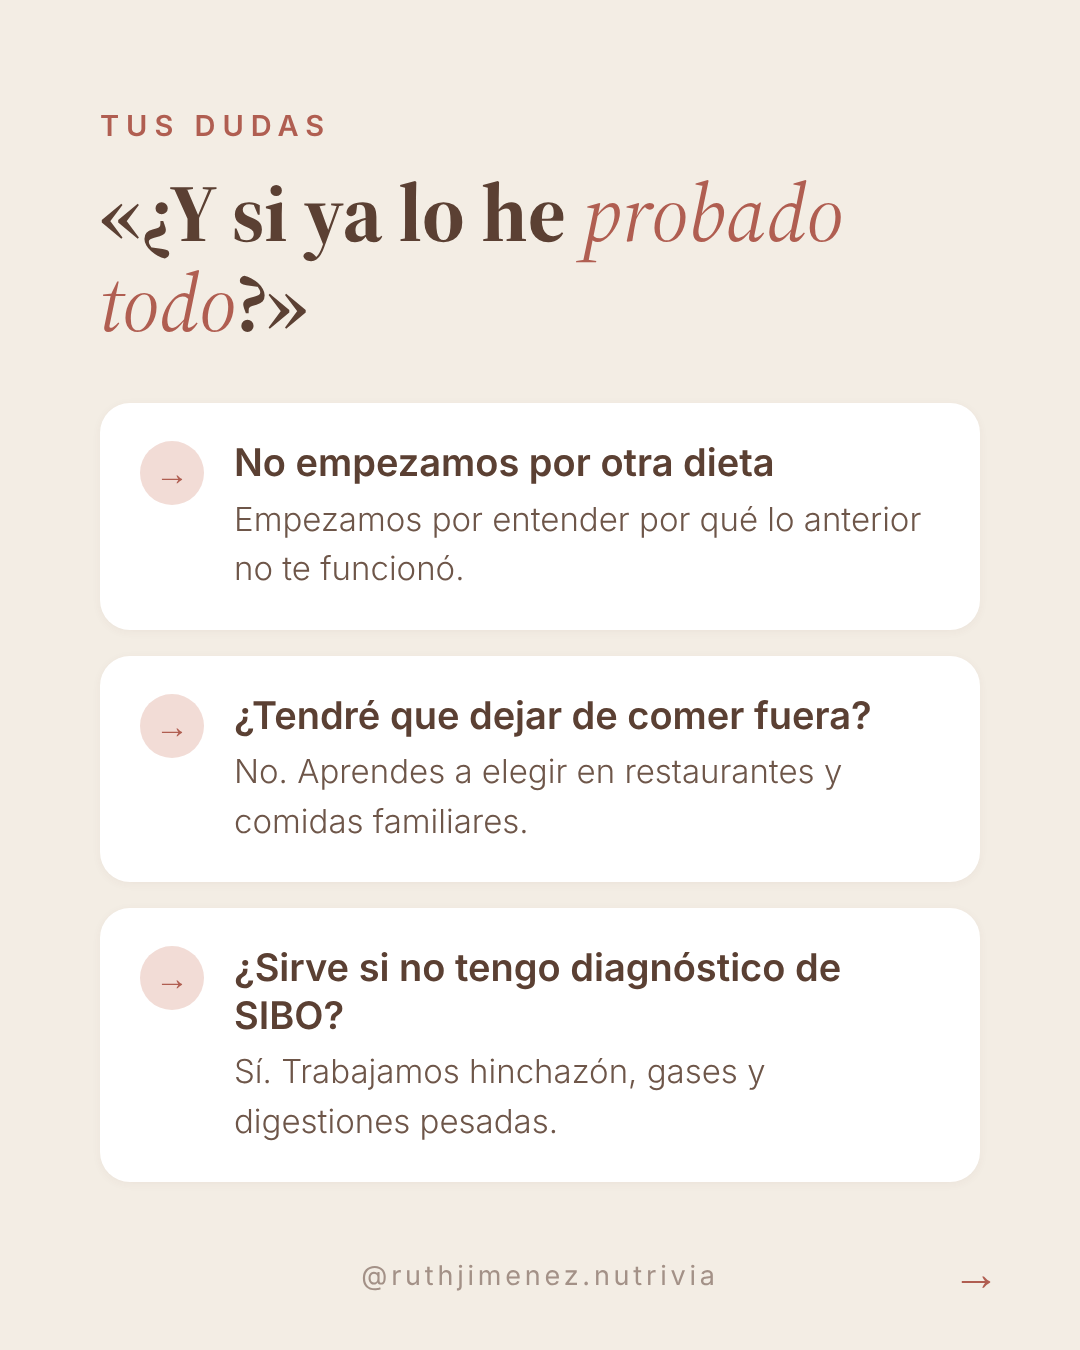 TUS DUDAS
«¿Y si ya lo he probado
todo?»
→ No empezamos por otra dieta
Empezamos por entender por qué lo anterior
no te funcionó.
→ ¿Tendré que dejar de comer fuera?
No. Aprendes a elegir en restaurantes y
comidas familiares.
→ ¿Sirve si no tengo diagnóstico de
SIBO?
Sí. Trabajamos hinchazón, gases y
digestiones pesadas.
@ruthjimenez.nutrivia →